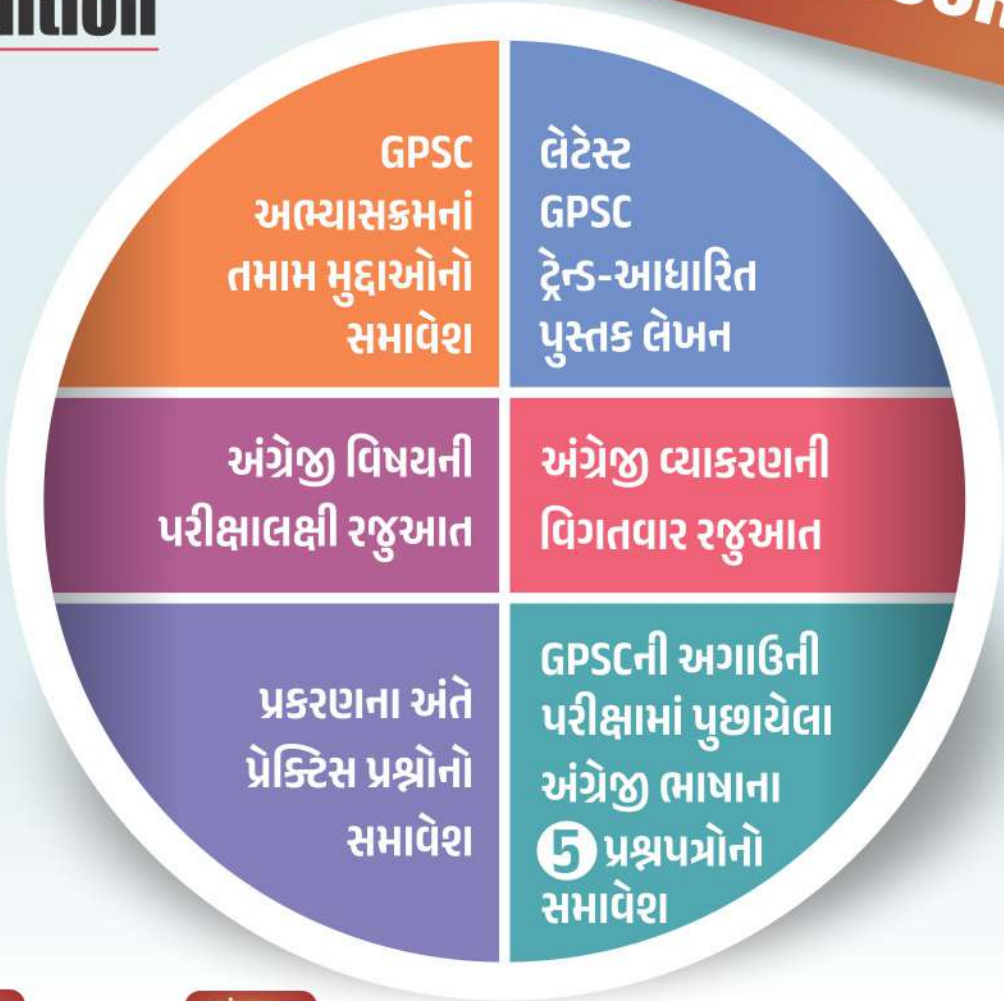 GPSC
અભ્યાસક્રમનાં
તમામ મુદ્દાઓનો
સમાવેશ
લેટેસ્ટ
GPSC
ટ્રેન્ડ-આધારિત
પુસ્તક લેખન
અંગ્રેજી વિષયની
પરીક્ષાલક્ષી રજુઆત
અંગ્રેજી વ્યાકરણની
વિગતવાર રજુઆત
પ્રકરણના અંતે
પ્રેક્ટિસ પ્રશ્નોનો
સમાવેશ
GPSCની અગાઉની
પરીક્ષામાં પુછાયેલા
અંગ્રેજી ભાષાના
5 પ્રશ્નપત્રોનો
સમાવેશ